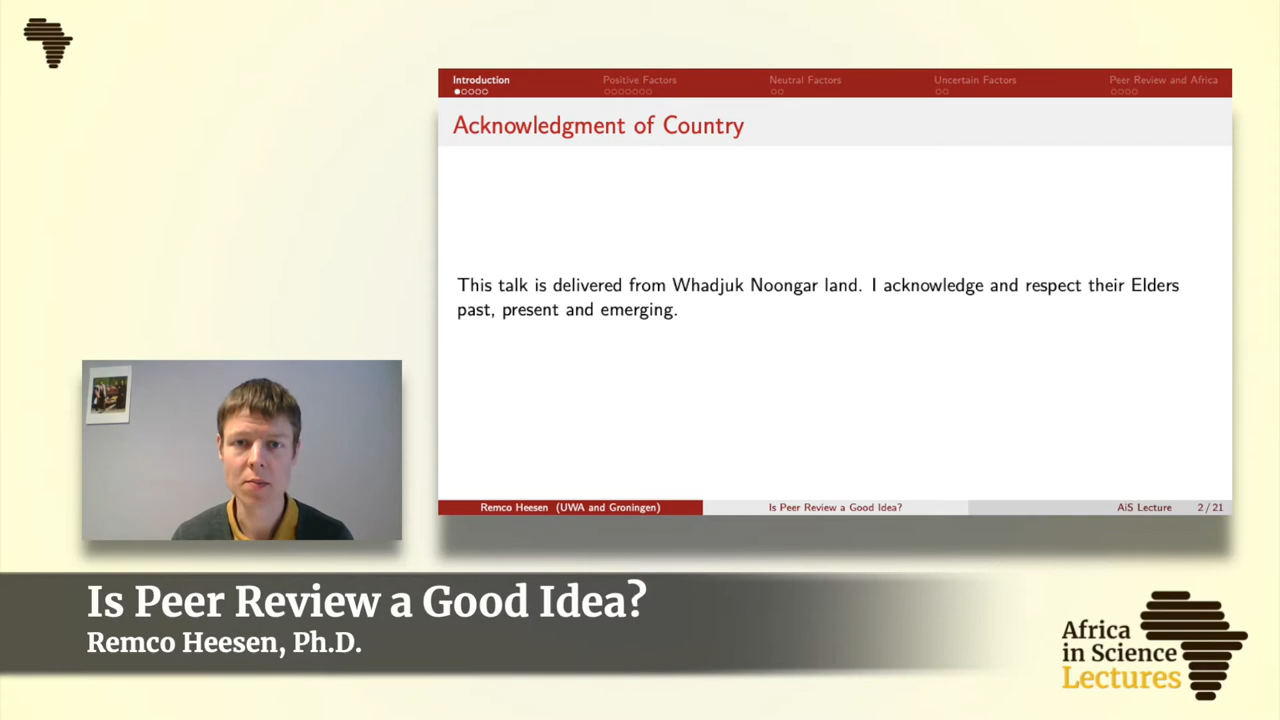 Introduction
Positive Factors
Neutral Factors
Uncertain Factors
Peer Review and Africa
Acknowledgment of Country
This talk is delivered from Whadjuk Noongar land. I acknowledge and respect their Elders
past, present and emerging.
Remco Heesen (UWA and Groningen)
Is Peer Review a Good Idea?
AiS Lecture
2 / 21
Is Peer Review a Good Idea?
Remco Heesen, Ph.D.
Africa
in Science
Lectures